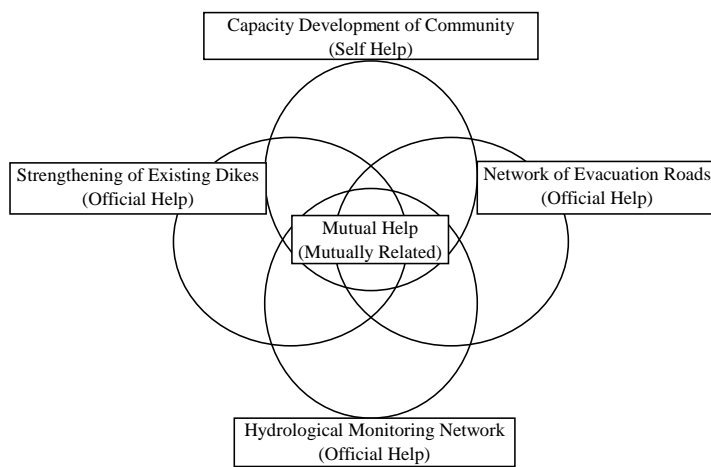 Capacity Development of Community
(Self Help)
Strengthening of Existing Dikes
(Official Help)
Network of Evacuation Roads
(Official Help)
Mutual Help
(Mutually Related)
Hydrological Monitoring Network
(Official Help)